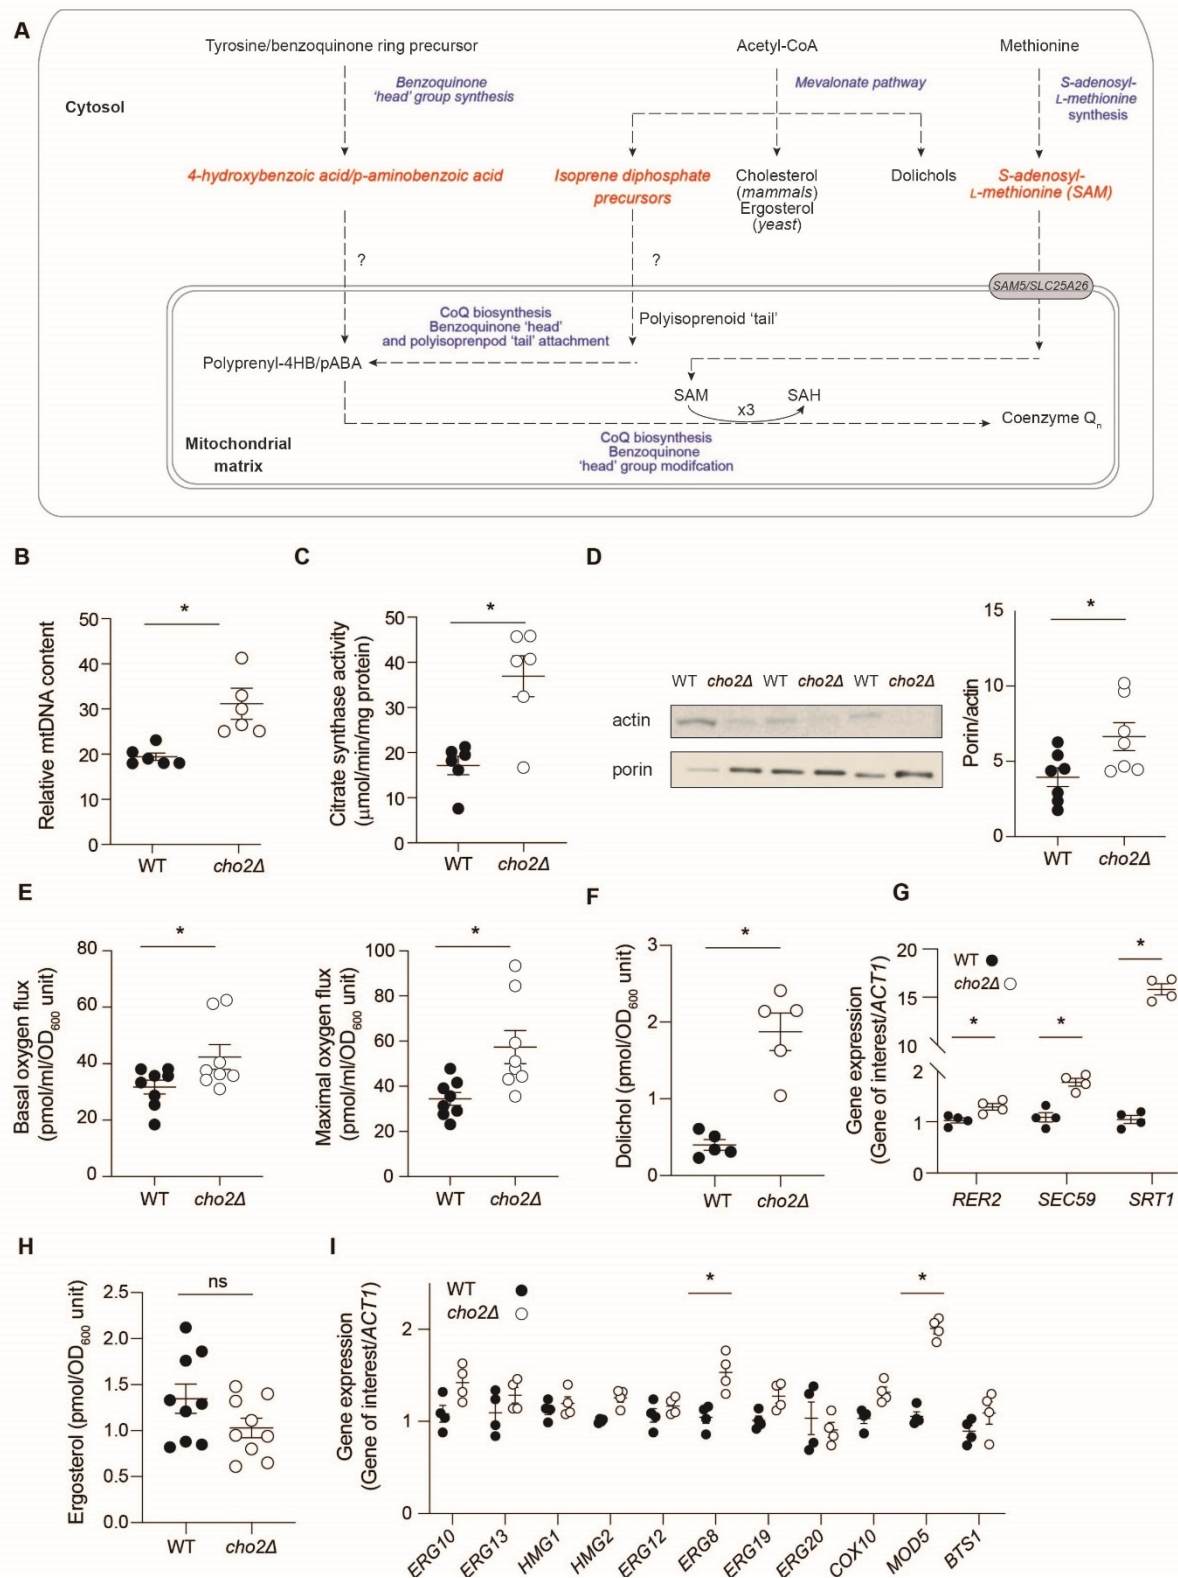 A
Tyrosine/benzoquinone ring precursor
Acetyl-CoA
Methionine
Cytosol
Benzoquinone
'head' group synthesis
Mevalonate pathway
S-adenosyl-
L-methionine
synthesis
4-hydroxybenzoic acid/p-aminobenzoic acid
Isoprene diphosphate
precursors
Cholesterol
(mammals)
Ergosterol
(yeast)
Dolichols
S-adenosyl-
L-methionine (SAM)
?
?
SAM5/SLC25A26
CoQ biosynthesis
Benzoquinone 'head'
and polyisoprenpod 'tail' attachment
Polyisoprenoid 'tail'
Polyprenyl-4HB/pABA
SAM
SAH
x3
Coenzyme Qn
Mitochondrial
matrix
CoQ biosynthesis
Benzoquinone
'head' group modifcation
B
Relative mtDNA content
50
40
30
20
10
0
*
WT
cho2Δ
C
Citrate synthase activity
(μmol/min/mg protein)
50
40
30
20
10
0
*
WT
cho2Δ
D
WT cho2Δ WT cho2Δ WT cho2Δ
actin
porin
Porin/actin
15
10
5
0
*
WT
cho2Δ
E
Basal oxygen flux
(pmol/ml/OD600 unit)
80
60
40
20
0
*
WT
cho2Δ
Maximal oxygen flux
(pmol/ml/OD600 unit)
100
80
60
40
20
0
*
WT
cho2Δ
F
Dolichol (pmol/OD600 unit)
3
2
1
0
*
WT
cho2Δ
G
Gene expression
(Gene of interest/ACT1)
20
15
10
2
1
0
WT
cho2Δ
*
*
*
RER2
SEC59
SRT1
H
Ergosterol (pmol/OD600 unit)
2.5
2.0
1.5
1.0
0.5
0.0
ns
WT
cho2Δ
I
Gene expression
(Gene of interest/ACT1)
2
1
0
WT
cho2Δ
*
*
ERG10
ERG13
HMG1
HMG2
ERG12
ERG8
ERG19
ERG20
COX10
MOD5
BTS1